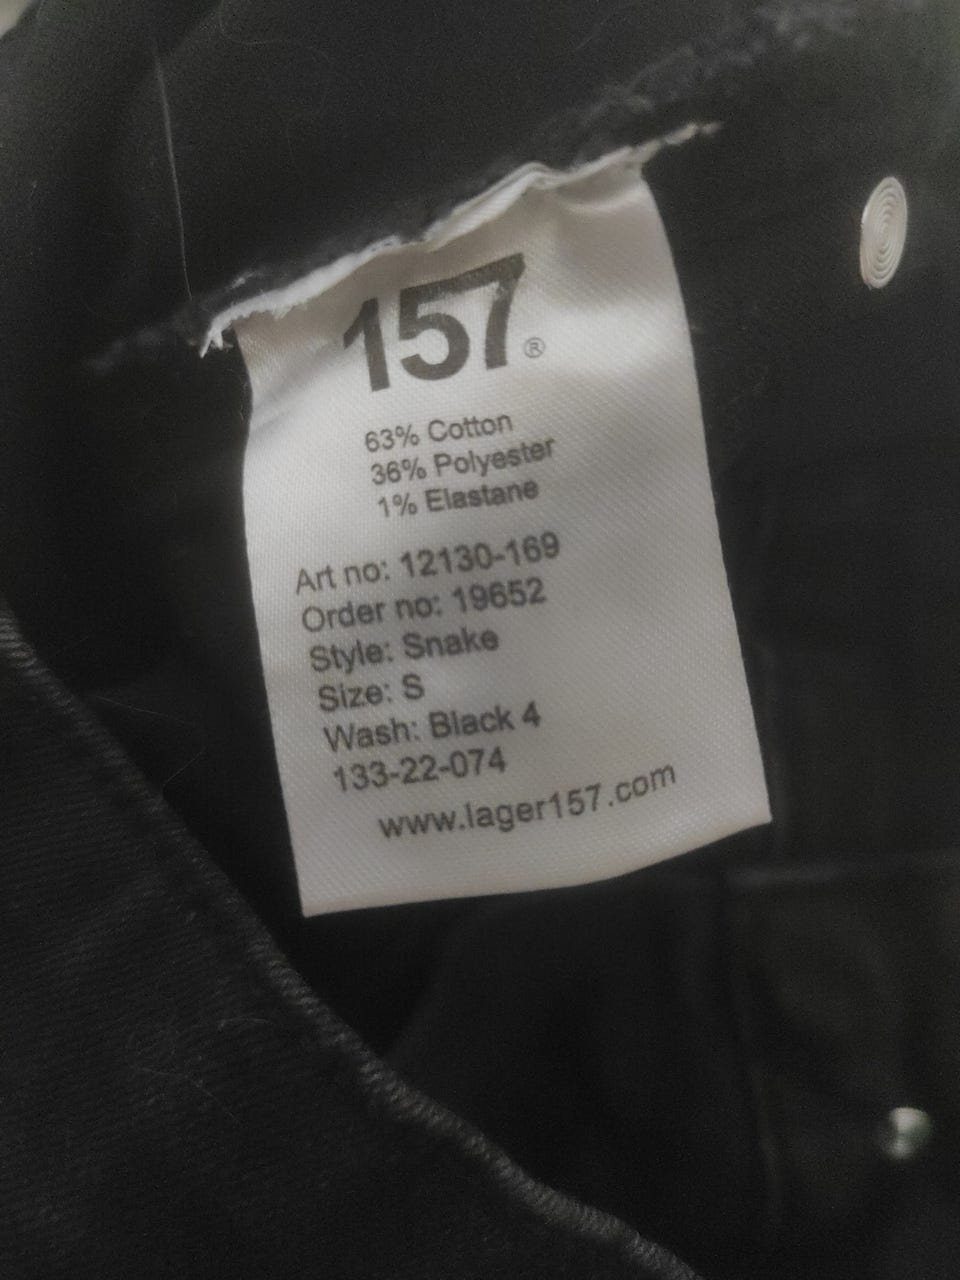 157®
63% Cotton
36% Polyester
1% Elastane
Art no: 12130-169
Order no: 19652
Style: Snake
Size: S
Wash: Black 4
133-22-074
www.lager157.com